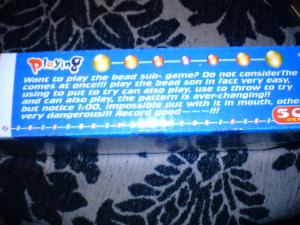 Playing
Want to play the bead sub- game? Do not considerThe
comes at once!!! play the bead son in fact very easy,
using to put to try can also play, use to throw to try
and can also play, the pattern is ever-changing!!
but notice 1:00, impossible put with it in mouth, othe
very dangerous!!! Record good———!!!